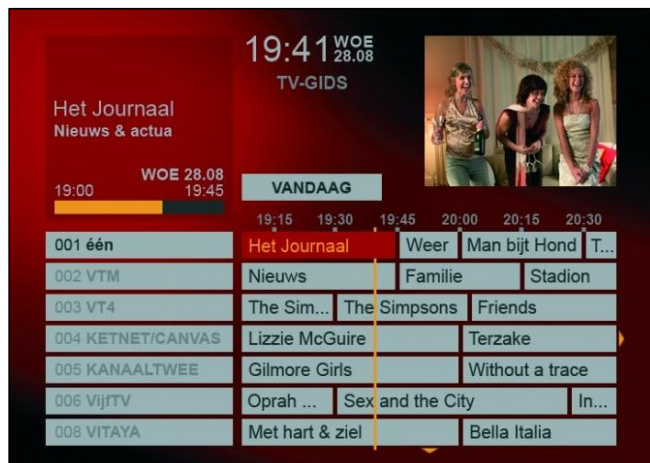 19:41 WOE 28.08
TV-GIDS
Het Journaal
Nieuws & actua
WOE 28.08
19:00 19:45
VANDAAG
19:15 19:30 19:45 20:00 20:15 20:30
001 één Het Journaal Weer Man bijt Hond T...
002 VTM Nieuws Familie Stadion
003 VT4 The Sim... The Simpsons Friends
004 KETNET/CANVAS Lizzie McGuire Terzake
005 KANAALTWEE Gilmore Girls Without a trace
006 VijfTV Oprah ... Sex and the City In...
008 VITAYA Met hart & ziel Bella Italia